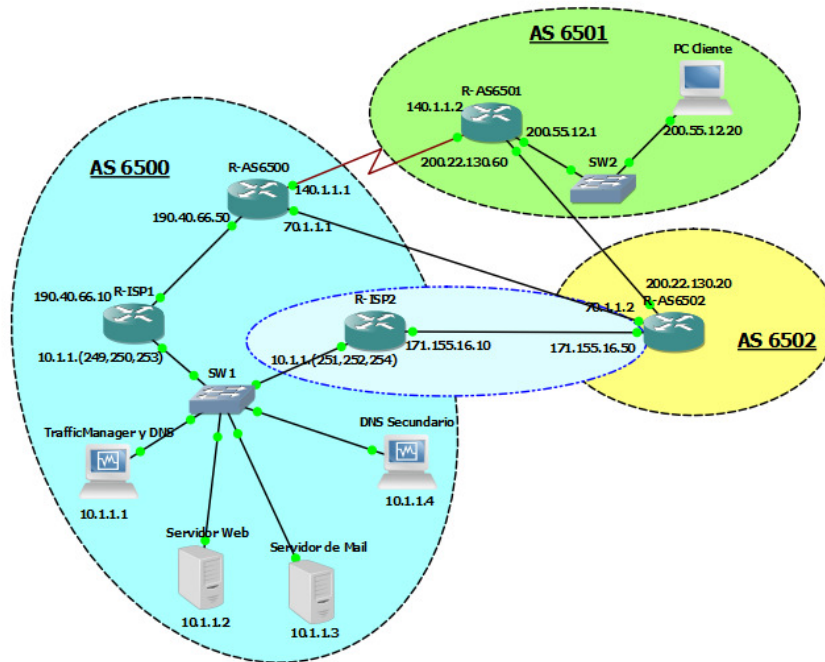 AS 6501
PC Cliente
R-AS6501
140.1.1.2
200.55.12.1
200.55.12.20
SW2
200.22.130.60
AS 6500
R-AS6500
140.1.1.1
190.40.66.50
70.1.1.1
200.22.130.20
190.40.66.10
R-ISP1
R-ISP2
70.1.1.2
R-AS6502
171.155.16.10
171.155.16.50
AS 6502
10.1.1.(249,250,253)
10.1.1.(251,252,254)
SW1
TrafficManager y DNS
DNS Secundario
10.1.1.1
10.1.1.4
Servidor Web
Servidor de Mail
10.1.1.2
10.1.1.3